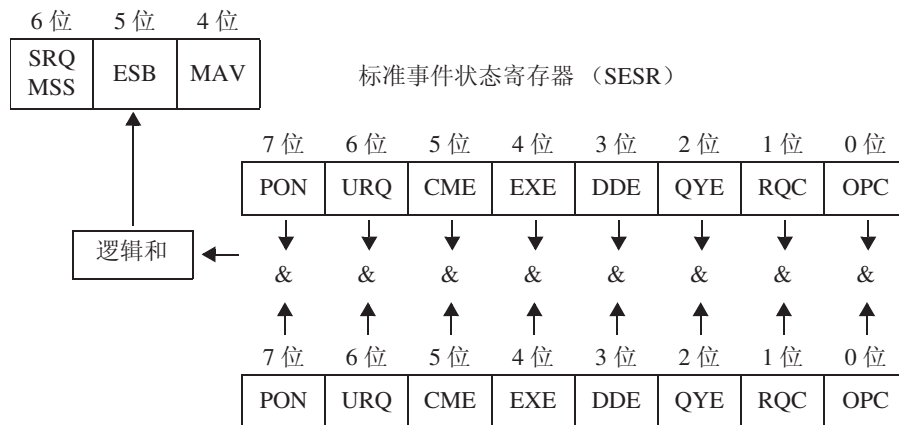 6 位 5 位 4 位
SRQ
MSS ESB MAV
标准事件状态寄存器 （SESR）
7 位 6 位 5 位 4 位 3 位 2 位 1 位 0 位
PON URQ CME EXE DDE QYE RQC OPC
逻辑和
& & & & & & & &
7 位 6 位 5 位 4 位 3 位 2 位 1 位 0 位
PON URQ CME EXE DDE QYE RQC OPC